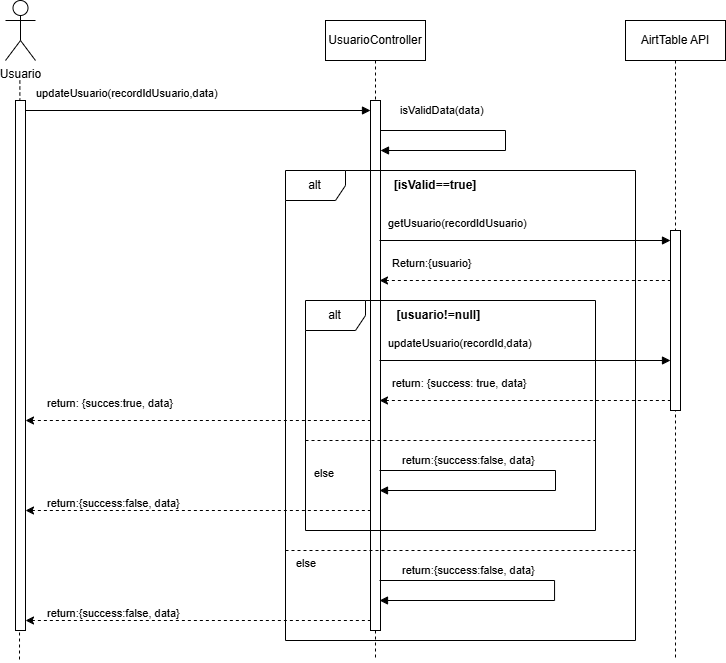 Usuario
UsuarioController
AirtTable API
updateUsuario(recordIdUsuario,data)
isValidData(data)
alt
[isValid==true]
getUsuario(recordIdUsuario)
Return:{usuario}
alt
[usuario!=null]
updateUsuario(recordId,data)
return: {success: true, data}
return: {succes:true, data}
else
return:{success:false, data}
return:{success:false, data}
else
return:{success:false, data}
return:{success:false, data}